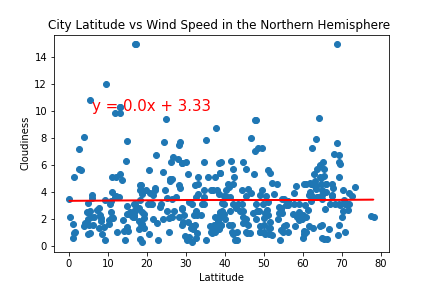 City Latitude vs Wind Speed in the Northern Hemisphere
14
12
10
8
6
4
2
0
Cloudiness
y = 0.0x + 3.33
0 10 20 30 40 50 60 70 80
Lattitude